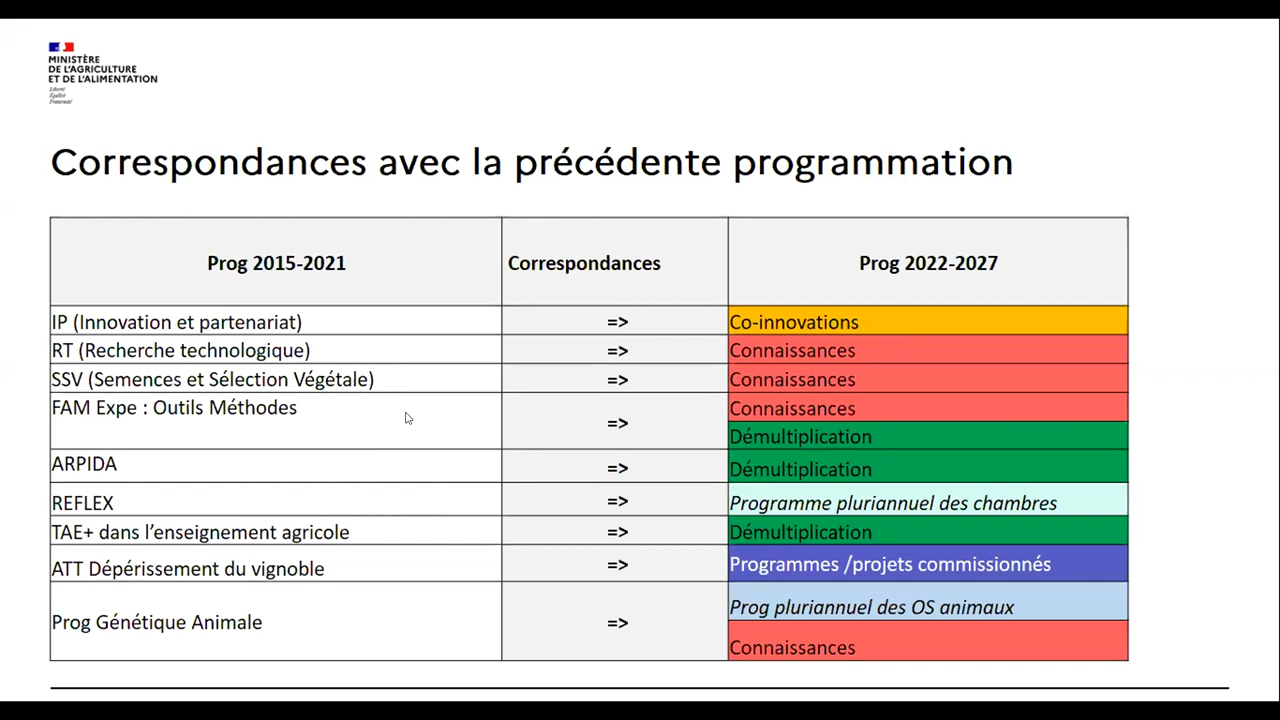 MINISTÈRE
DE L'AGRICULTURE
ET DE L'ALIMENTATION
Liberté
Égalité
Fraternité
Correspondances avec la précédente programmation
Prog 2015-2021 Correspondances Prog 2022-2027
IP (Innovation et partenariat) => Co-innovations
RT (Recherche technologique) => Connaissances
SSV (Semences et Sélection Végétale) => Connaissances
FAM Expe : Outils Méthodes => Connaissances
Démultiplication
ARPIDA => Démultiplication
REFLEX => Programme pluriannuel des chambres
TAE+ dans l’enseignement agricole => Démultiplication
ATT Dépérissement du vignoble => Programmes /projets commissionnés
Prog Génétique Animale => Prog pluriannuel des OS animaux
Connaissances